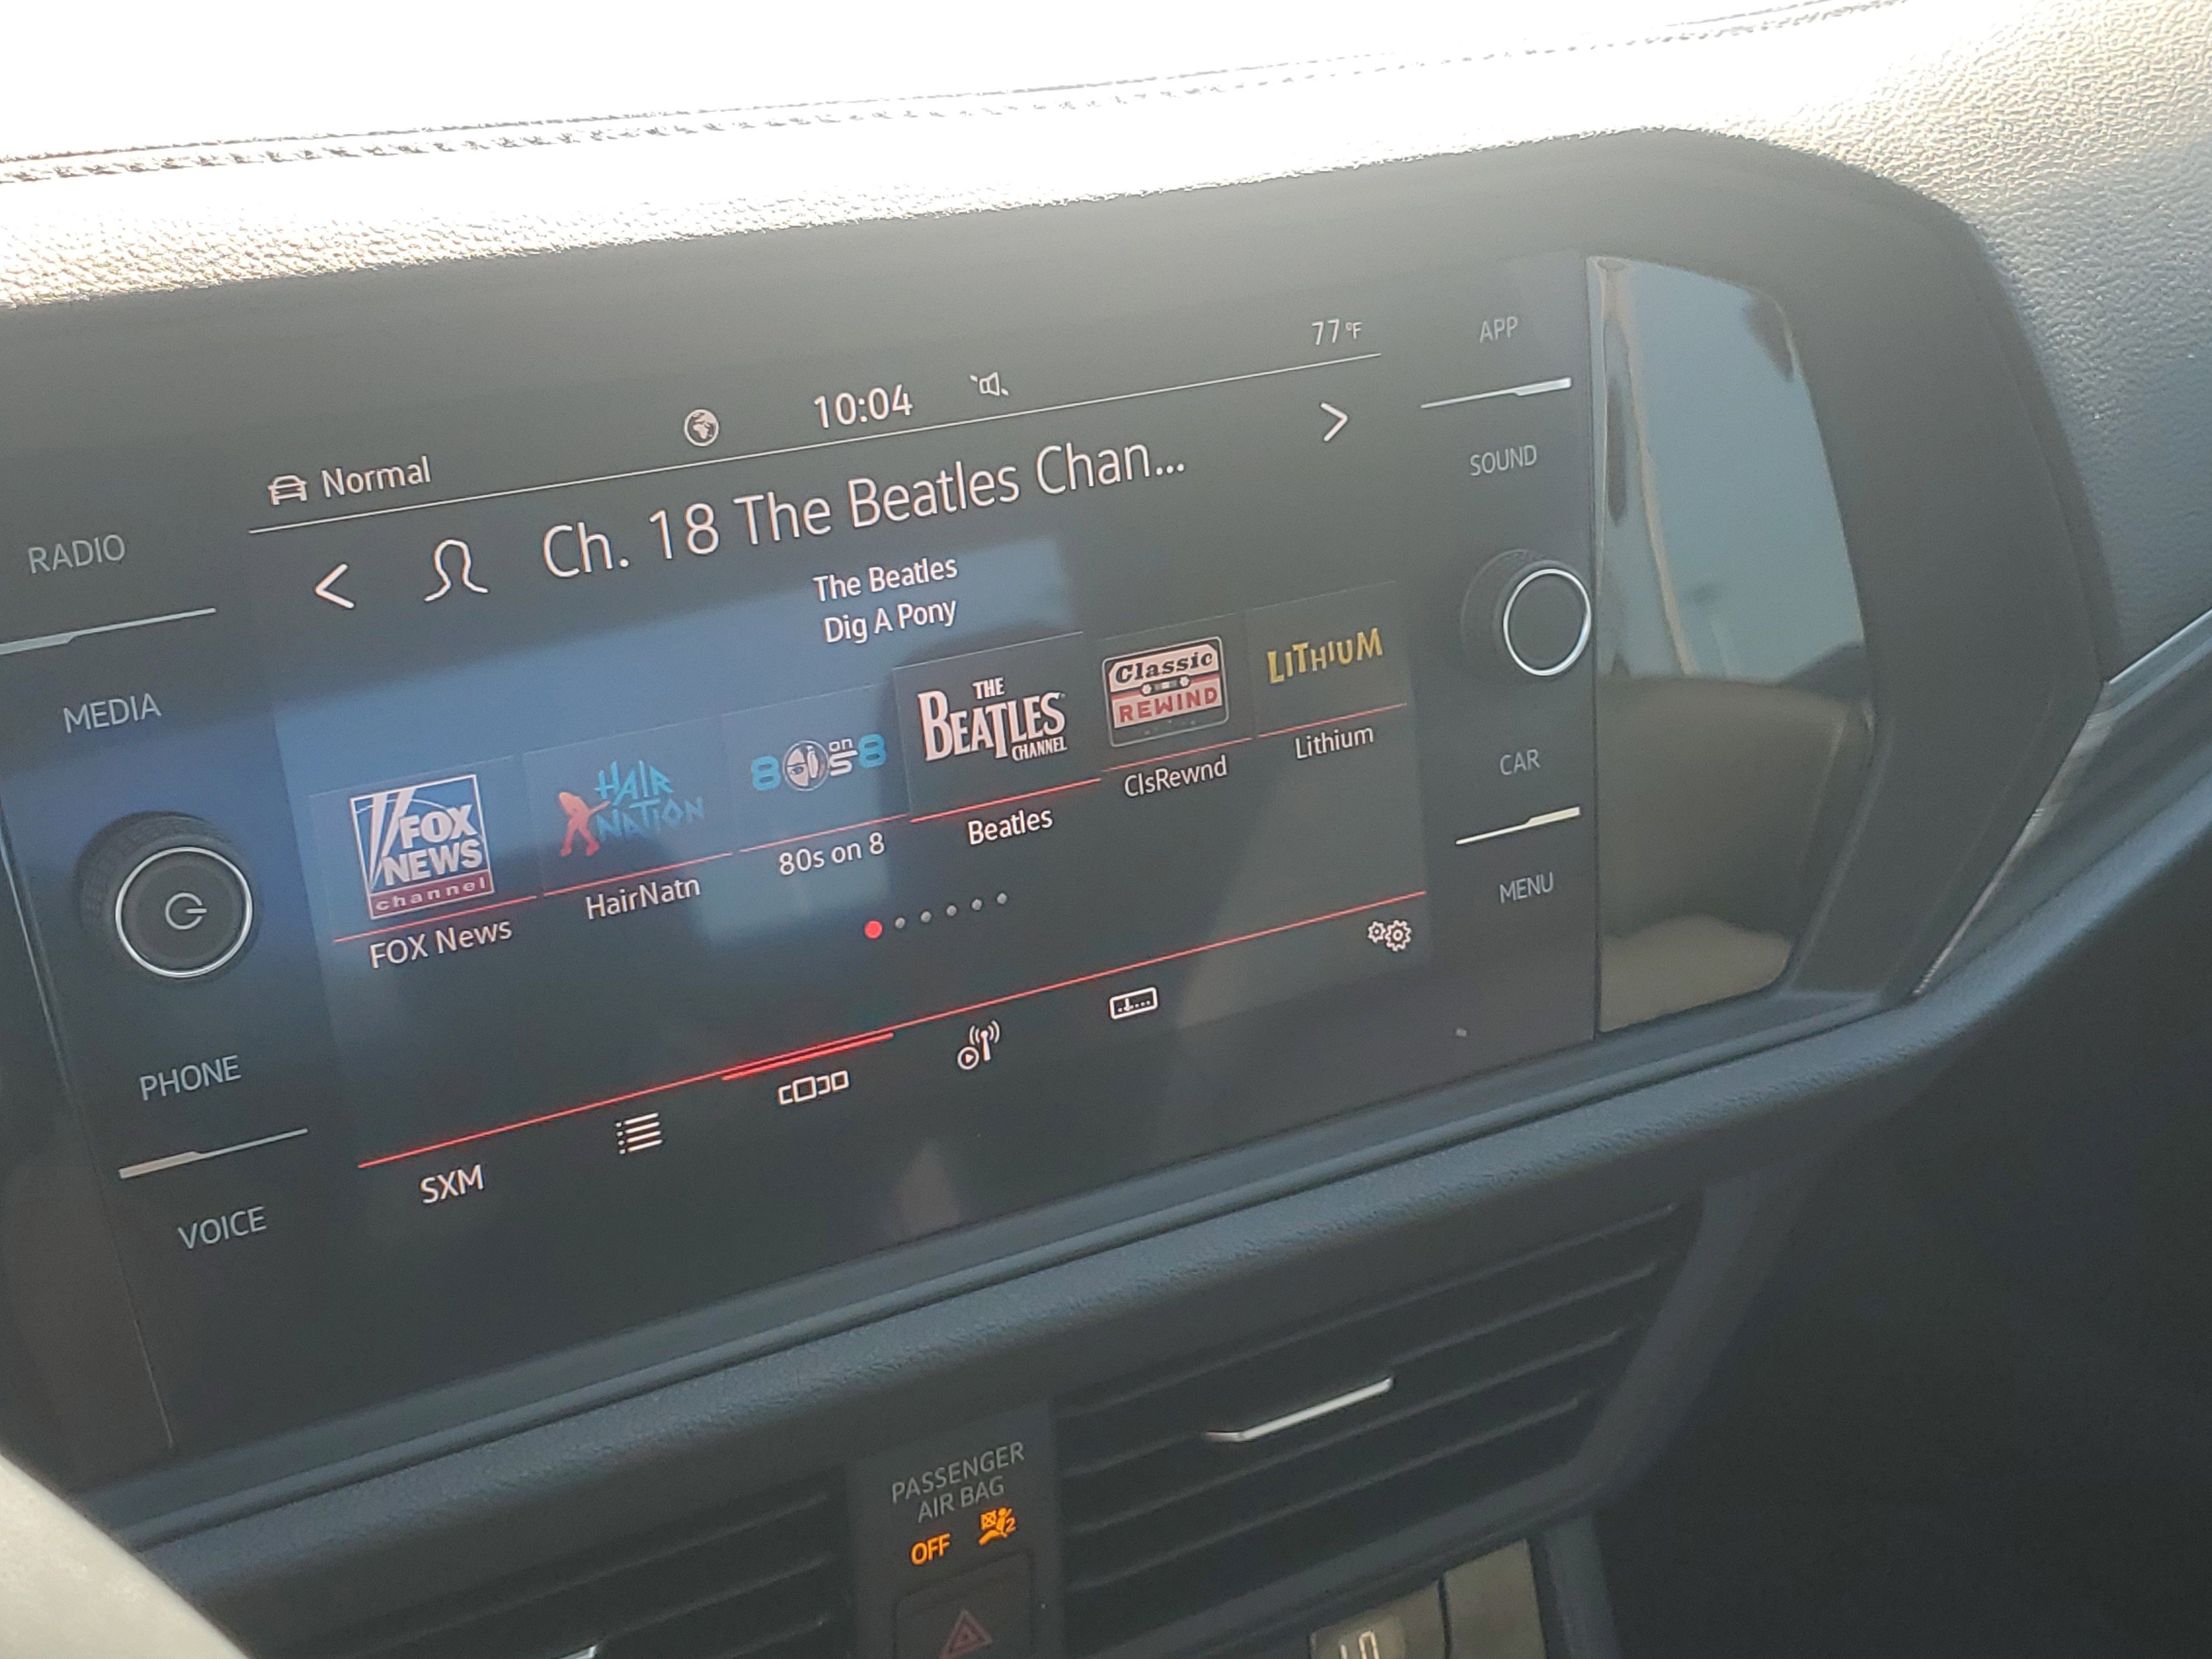 77°F
10:04
Normal
Ch. 18 The Beatles Chan...
The Beatles
Dig A Pony
RADIO
MEDIA
PHONE
VOICE
APP
SOUND
CAR
MENU
FOX
NEWS
channel
FOX News
HAIR
NATION
HairNatn
80s on 8
80s on 8
THE
BEATLES
CHANNEL
Beatles
Classic
REWIND
ClsRewnd
LITHIUM
Lithium
SXM
PASSENGER
AIR BAG
OFF
2
LO